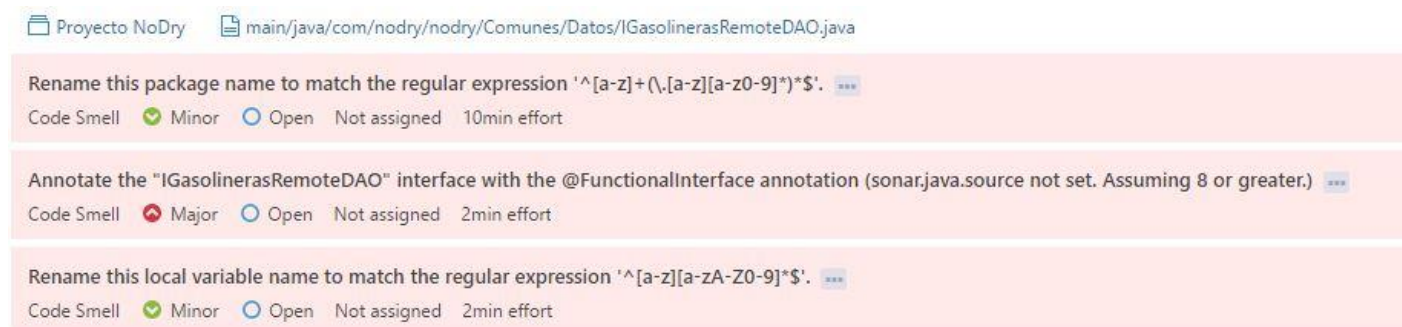 Proyecto NoDry main/java/com/nodry/nodry/Comunes/Datos/IGasolinerasRemoteDAO.java
Rename this package name to match the regular expression '^[a-z]+(\.[a-z][a-z0-9]*)*$'. ...
Code Smell Minor Open Not assigned 10min effort
Annotate the "IGasolinerasRemoteDAO" interface with the @FunctionalInterface annotation (sonar.java.source not set. Assuming 8 or greater.) ...
Code Smell Major Open Not assigned 2min effort
Rename this local variable name to match the regular expression '^[a-z][a-zA-Z0-9]*$'. ...
Code Smell Minor Open Not assigned 2min effort